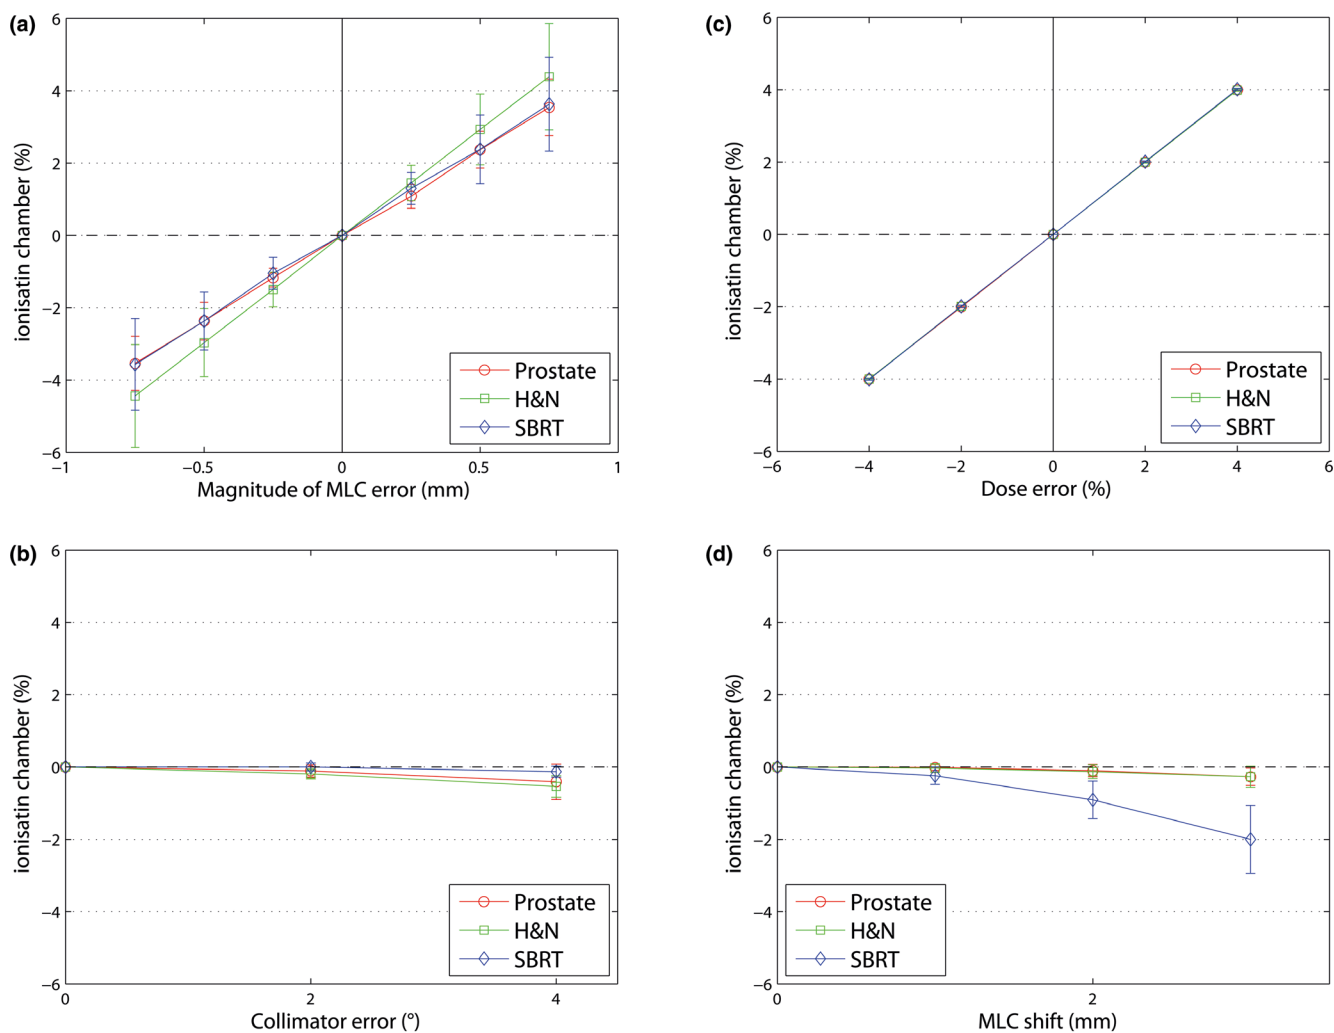 (a)
6
4
2
0
−2
−4
−6
ionisatin chamber (%)
−1
−0.5
0
0.5
1
Magnitude of MLC error (mm)
Prostate
H&N
SBRT
(c)
6
4
2
0
−2
−4
−6
ionisatin chamber (%)
−6
−4
−2
0
2
4
6
Dose error (%)
Prostate
H&N
SBRT
(b)
6
4
2
0
−2
−4
−6
ionisatin chamber (%)
0
2
4
Collimator error (°)
Prostate
H&N
SBRT
(d)
6
4
2
0
−2
−4
−6
ionisatin chamber (%)
0
2
MLC shift (mm)
Prostate
H&N
SBRT